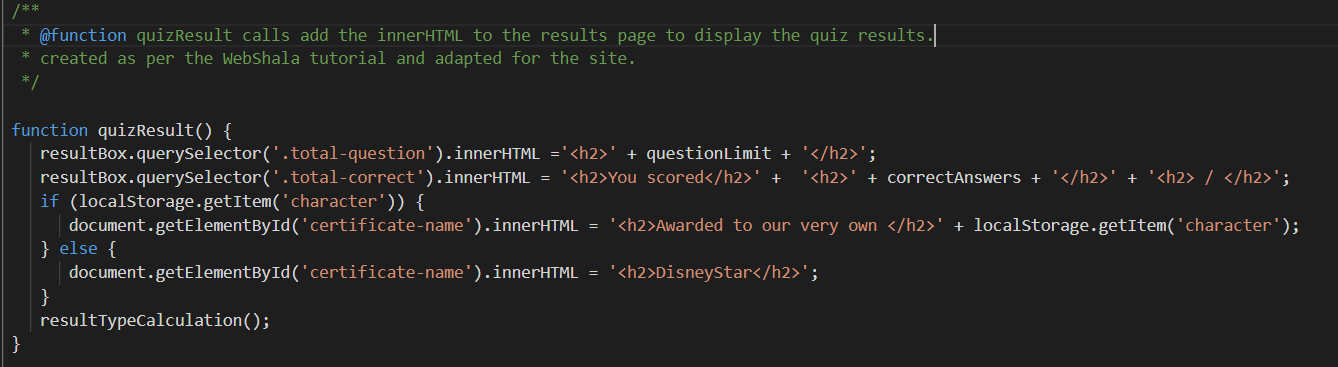 /**
 * @function quizResult calls add the innerHTML to the results page to display the quiz results.
 * created as per the WebShala tutorial and adapted for the site.
 */
function quizResult() {
    resultBox.querySelector('.total-question').innerHTML ='<h2>' + questionLimit + '</h2>';
    resultBox.querySelector('.total-correct').innerHTML = '<h2>You scored</h2>' +  '<h2>' + correctAnswers + '</h2>' + '<h2> / </h2>';
    if (localStorage.getItem('character')) {
        document.getElementById('certificate-name').innerHTML = '<h2>Awarded to our very own </h2>' + localStorage.getItem('character');
    } else {
        document.getElementById('certificate-name').innerHTML = '<h2>DisneyStar</h2>';
    }
    resultTypeCalculation();
}